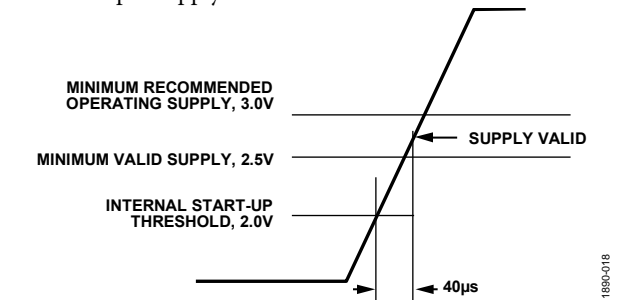 MINIMUM RECOMMENDED
OPERATING SUPPLY, 3.0V
SUPPLY VALID
MINIMUM VALID SUPPLY, 2.5V
INTERNAL START-UP
THRESHOLD, 2.0V
40µs
1890-018